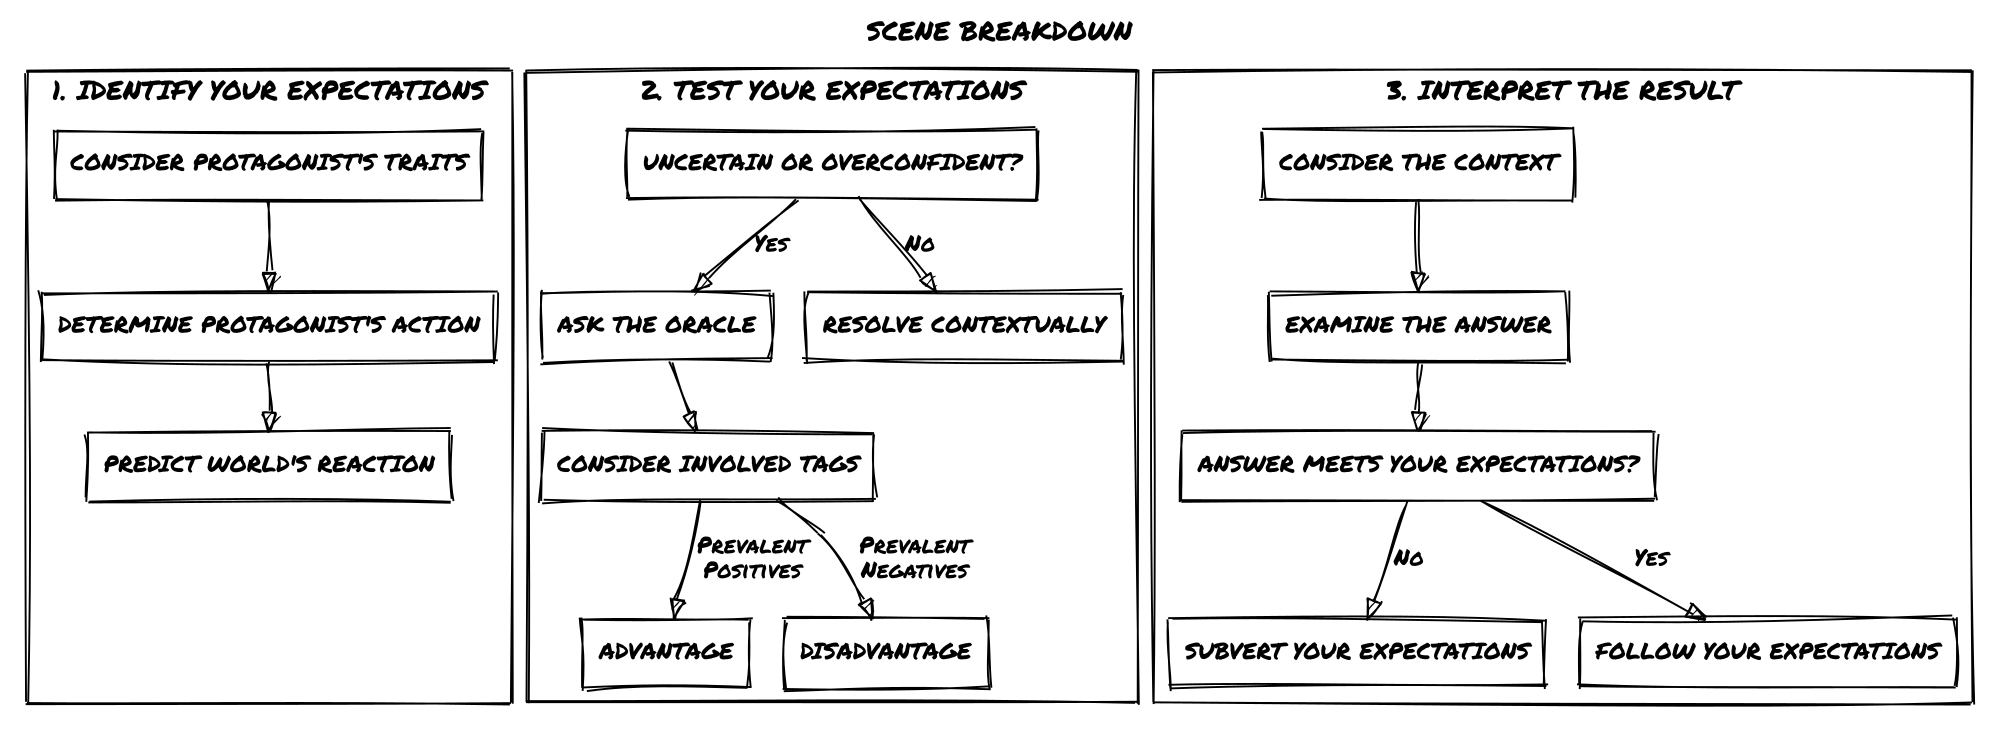 SCENE BREAKDOWN
1. IDENTIFY YOUR EXPECTATIONS
CONSIDER PROTAGONIST'S TRAITS
DETERMINE PROTAGONIST'S ACTION
PREDICT WORLD'S REACTION
2. TEST YOUR EXPECTATIONS
UNCERTAIN OR OVERCONFIDENT?
YES
NO
ASK THE ORACLE
RESOLVE CONTEXTUALLY
CONSIDER INVOLVED TAGS
PREVALENT
POSITIVES
PREVALENT
NEGATIVES
ADVANTAGE
DISADVANTAGE
3. INTERPRET THE RESULT
CONSIDER THE CONTEXT
EXAMINE THE ANSWER
ANSWER MEETS YOUR EXPECTATIONS?
NO
YES
SUBVERT YOUR EXPECTATIONS
FOLLOW YOUR EXPECTATIONS